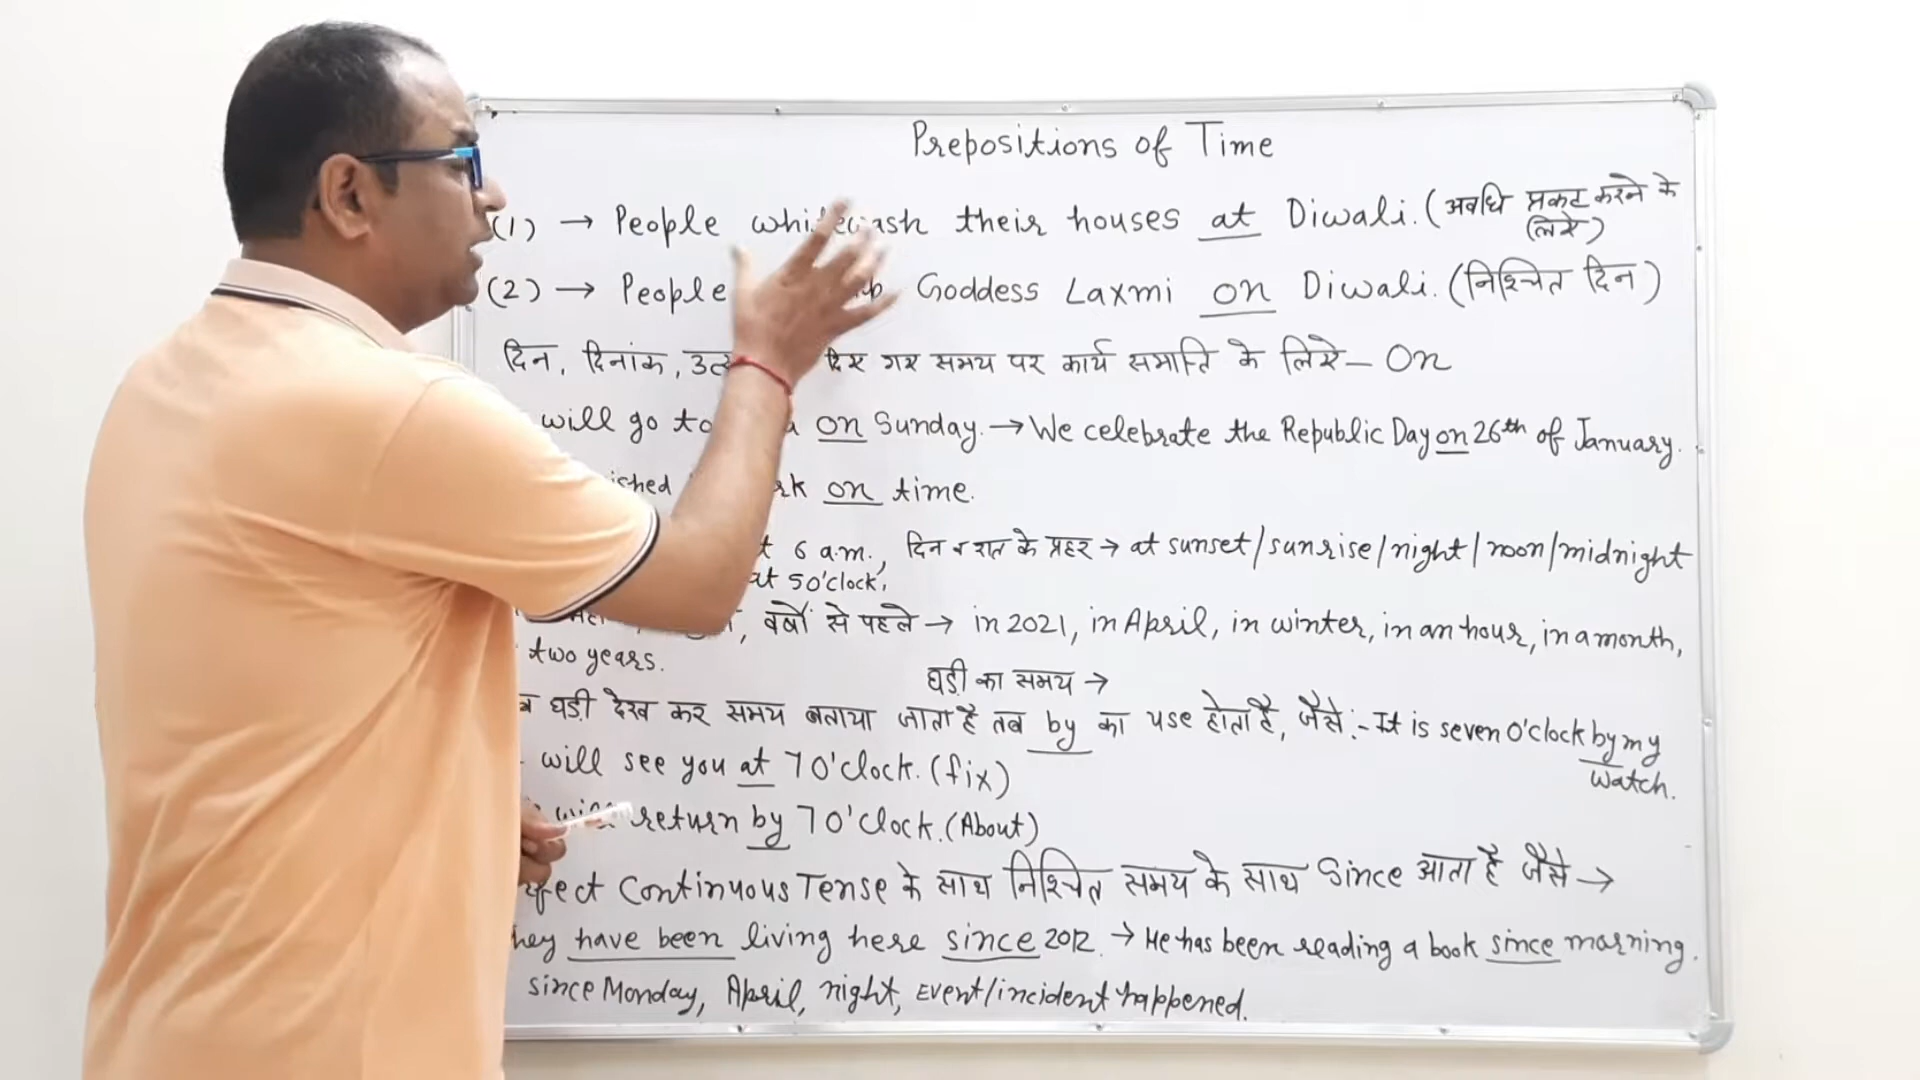 Prepositions of Time
(1) → People whitewash their houses at Diwali. (अवधि प्रकट करने के
लिये)
(2) → People Goddess Laxmi on Diwali. (निश्चित दिन)
दिन, दिनांक, दिए गए समय पर कार्य समाप्ति के लिये – On
will go to on Sunday. → We celebrate the Republic Day on 26th of January.
on time.
6 a.m., दिन व रात के प्रहर → at sunset/sunrise/night/noon/midnight
at 5 o'clock,
वर्षों से पहले → in 2021, in April, in winter, in an hour, in a month,
two years.
घड़ी का समय →
घड़ी देख कर समय बताया जाता है तब by का use होता है, जैसे:- It is seven o'clock by my
watch.
will see you at 7 o'clock. (fix)
will return by 7 o'clock. (About)
Continuous Tense के साथ निश्चित समय के साथ Since आता है जैसे →
have been living here since 2012. → He has been reading a book since morning.
since Monday, April, night, Event/incident happened.